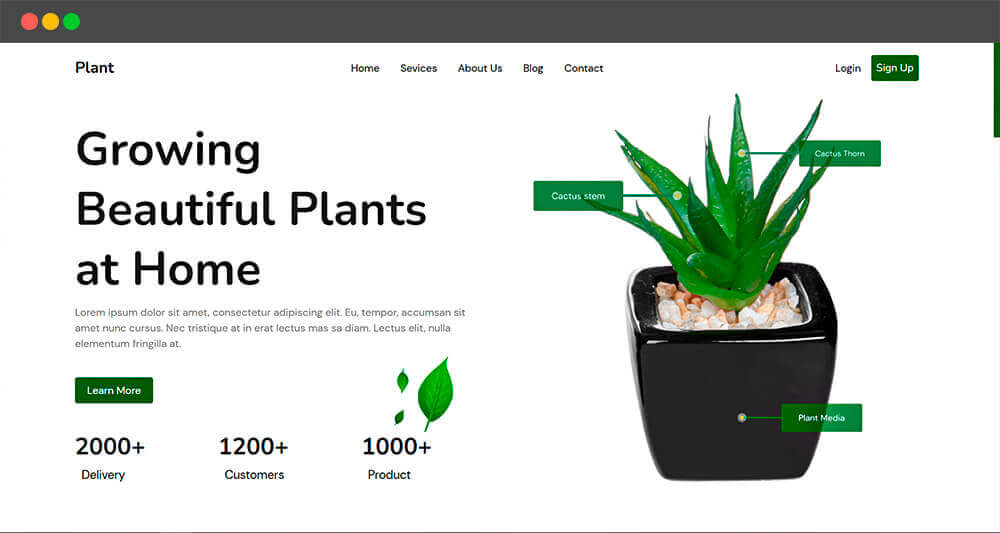 Plant
Home Sevices About Us Blog Contact
Login Sign Up
Growing
Beautiful Plants
at Home
Lorem ipsum dolor sit amet, consectetur adipiscing elit. Eu, tempor, accumsan sit
amet nunc cursus. Nec tristique at in erat lectus mas sa diam. Lectus elit, nulla
elementum fringilla at.
Learn More
2000+ 1200+ 1000+
Delivery Customers Product
Cactus Thorn
Cactus stem
Plant Media